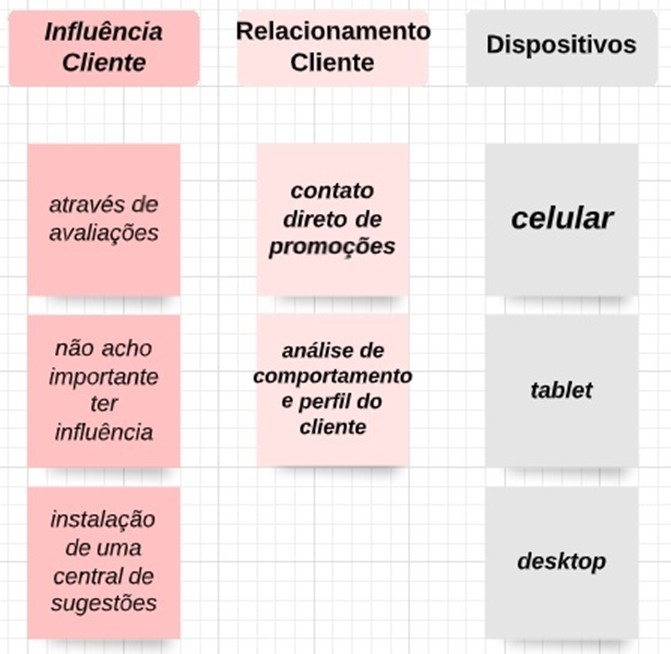 Influência
Cliente
Relacionamento
Cliente
Dispositivos
através de
avaliações
não acho
importante
ter
influência
instalação
de uma
central de
sugestões
contato
direto de
promoções
análise de
comportamento
e perfil do
cliente
celular
tablet
desktop